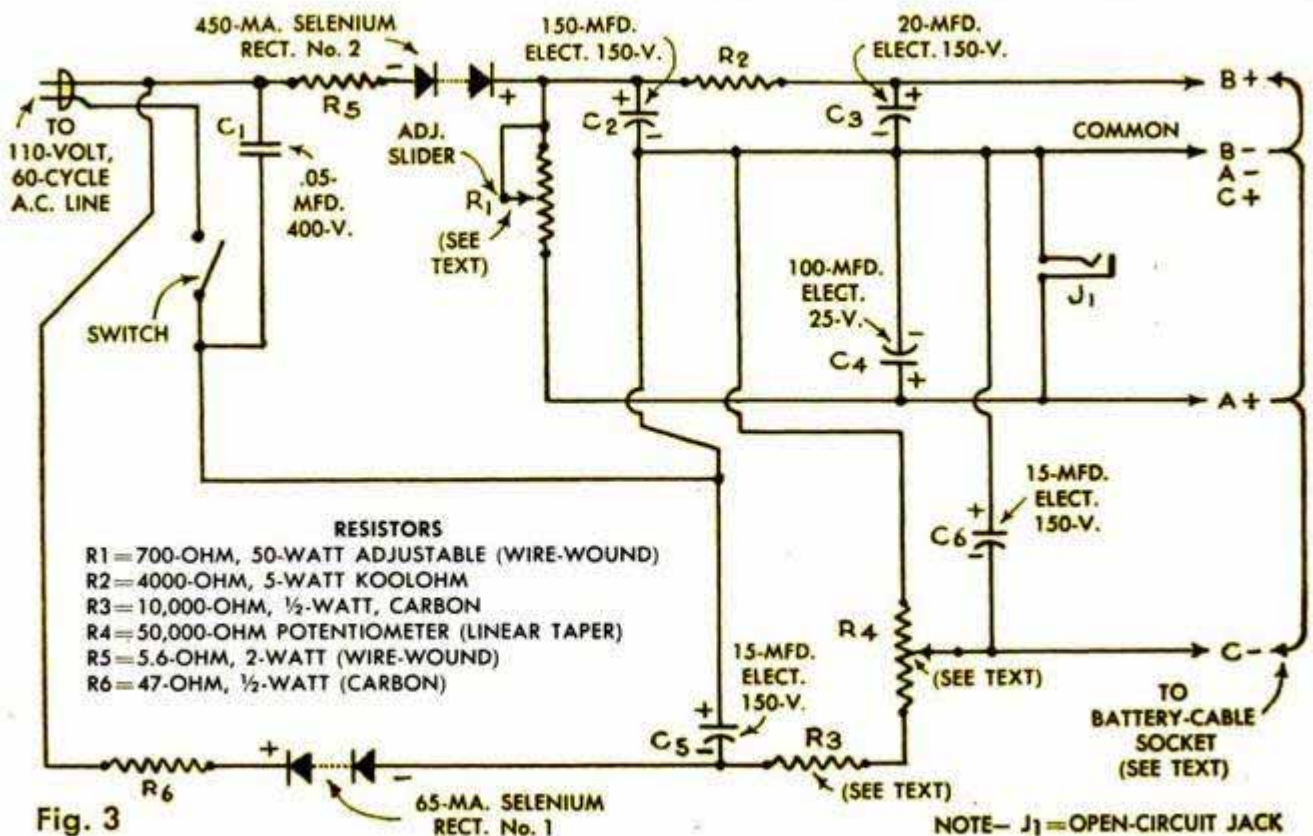 450-MA. SELENIUM
RECT. No. 2
150-MFD.
ELECT. 150-V.
20-MFD.
ELECT. 150-V.
R2
B+
- +
R5
+
C2
-
+
C3
-
COMMON
B-
A-
C+
TO
110-VOLT,
60-CYCLE
A.C. LINE
C1
.05-
MFD.
400-V.
ADJ.
SLIDER
R1
(SEE
TEXT)
SWITCH
100-MFD.
ELECT.
25-V.
-
C4
+
J1
A+
15-MFD.
ELECT.
150-V.
+
C6
-
RESISTORS
R1=700-OHM, 50-WATT ADJUSTABLE (WIRE-WOUND)
R2=4000-OHM, 5-WATT KOOLOHM
R3=10,000-OHM, ½-WATT, CARBON
R4=50,000-OHM POTENTIOMETER (LINEAR TAPER)
R5=5.6-OHM, 2-WATT (WIRE-WOUND)
R6=47-OHM, ½-WATT (CARBON)
R4
(SEE TEXT)
C-
TO
BATTERY-CABLE
SOCKET
(SEE TEXT)
15-MFD.
ELECT.
150-V.
+
C5
-
R3
(SEE TEXT)
R6
+ -
65-MA. SELENIUM
RECT. No. 1
Fig. 3
NOTE— J1=OPEN-CIRCUIT JACK